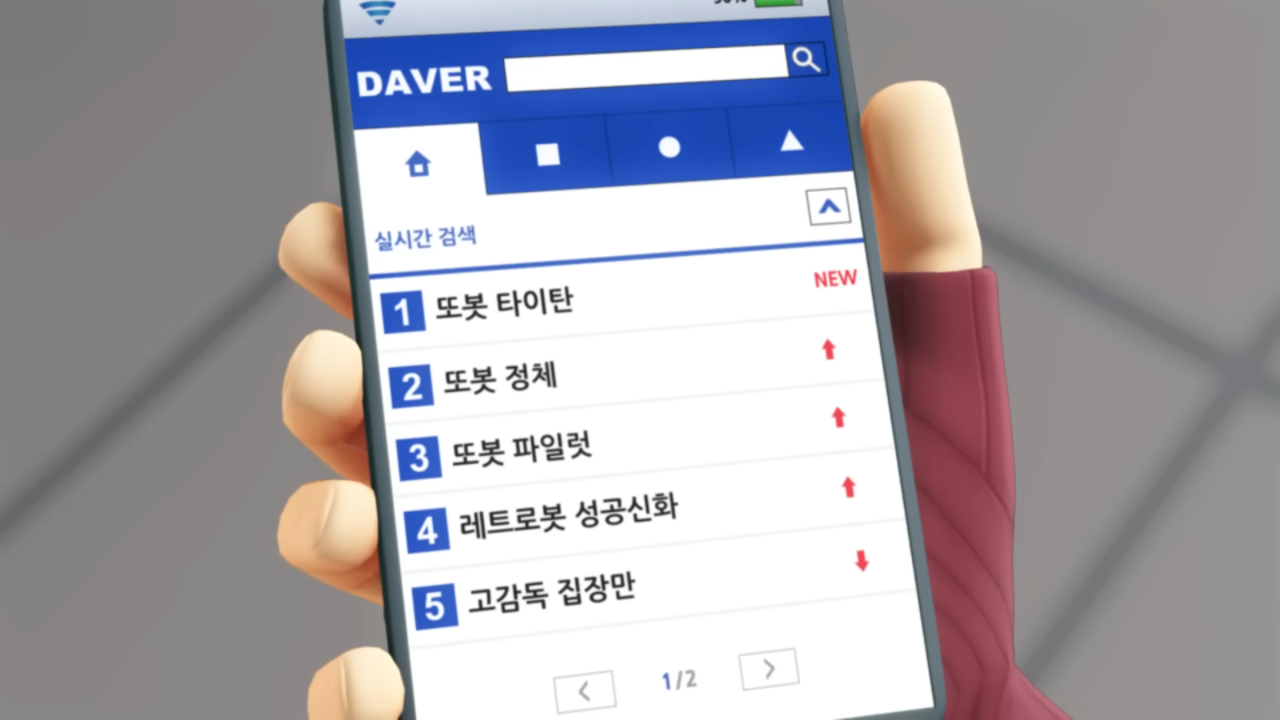 DAVER
실시간 검색
1 또봇 타이탄 NEW
2 또봇 정체
3 또봇 파일럿
4 레트로봇 성공신화
5 고감독 집장만
1/2